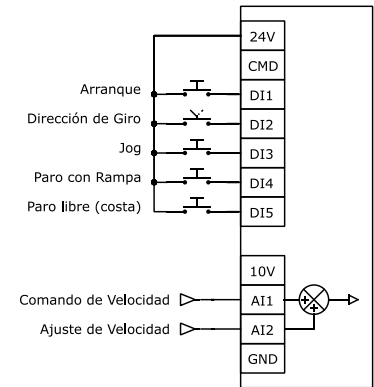 24V
CMD
Arranque DI1
Dirección de Giro DI2
Jog DI3
Paro con Rampa DI4
Paro libre (costa) DI5
10V
Comando de Velocidad AI1
Ajuste de Velocidad AI2
GND